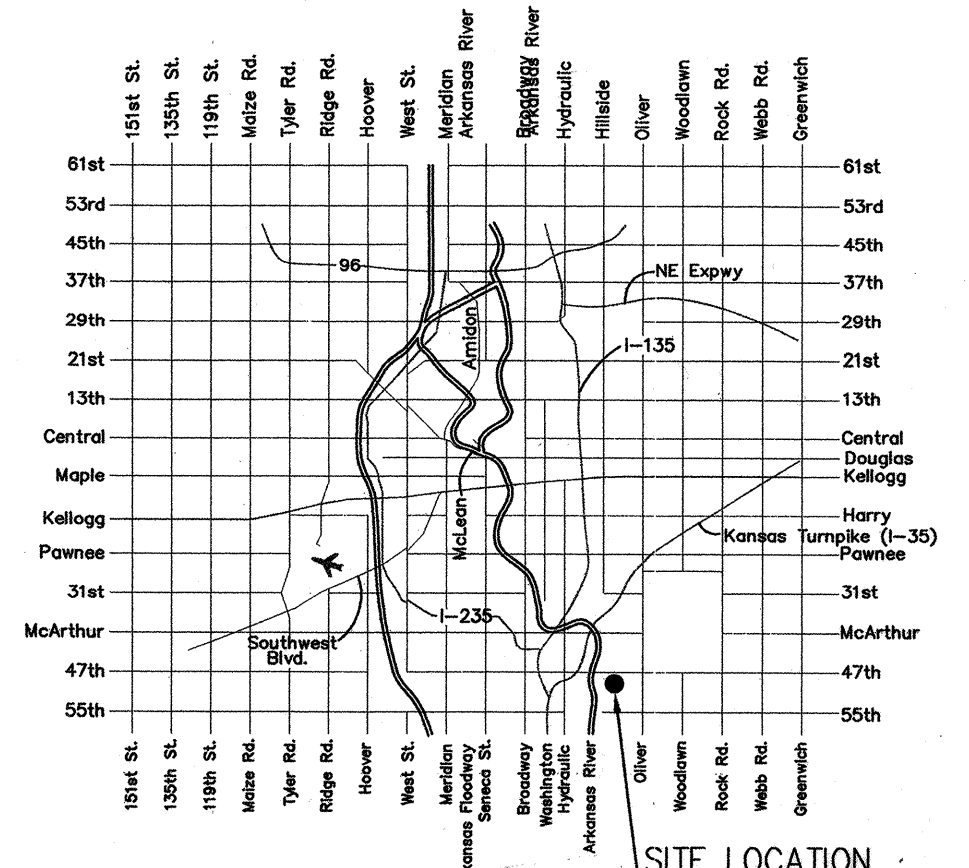 151st St.
135th St.
119th St.
Maize Rd.
Tyler Rd.
Ridge Rd.
Hoover
West St.
Meridian
Arkansas River
Broadway
Arkansas River
Hydraulic
Hillside
Oliver
Woodlawn
Rock Rd.
Webb Rd.
Greenwich
61st
61st
53rd
53rd
45th
45th
96
NE Expwy
37th
37th
29th
29th
Amidon
I-135
21st
21st
13th
13th
Central
Central
Douglas
Maple
Kellogg
McLean
Kellogg
Harry
Kansas Turnpike (I-35)
Pawnee
Pawnee
31st
31st
I-235
McArthur
McArthur
Southwest
Blvd.
47th
47th
55th
55th
151st St.
135th St.
119th St.
Maize Rd.
Tyler Rd.
Ridge Rd.
Hoover
West St.
Meridian
kansas Floodway
Seneca St.
Broadway
Washington
Hydraulic
Arkansas River
Oliver
Woodlawn
Rock Rd.
Webb Rd.
Greenwich
SITE LOCATION